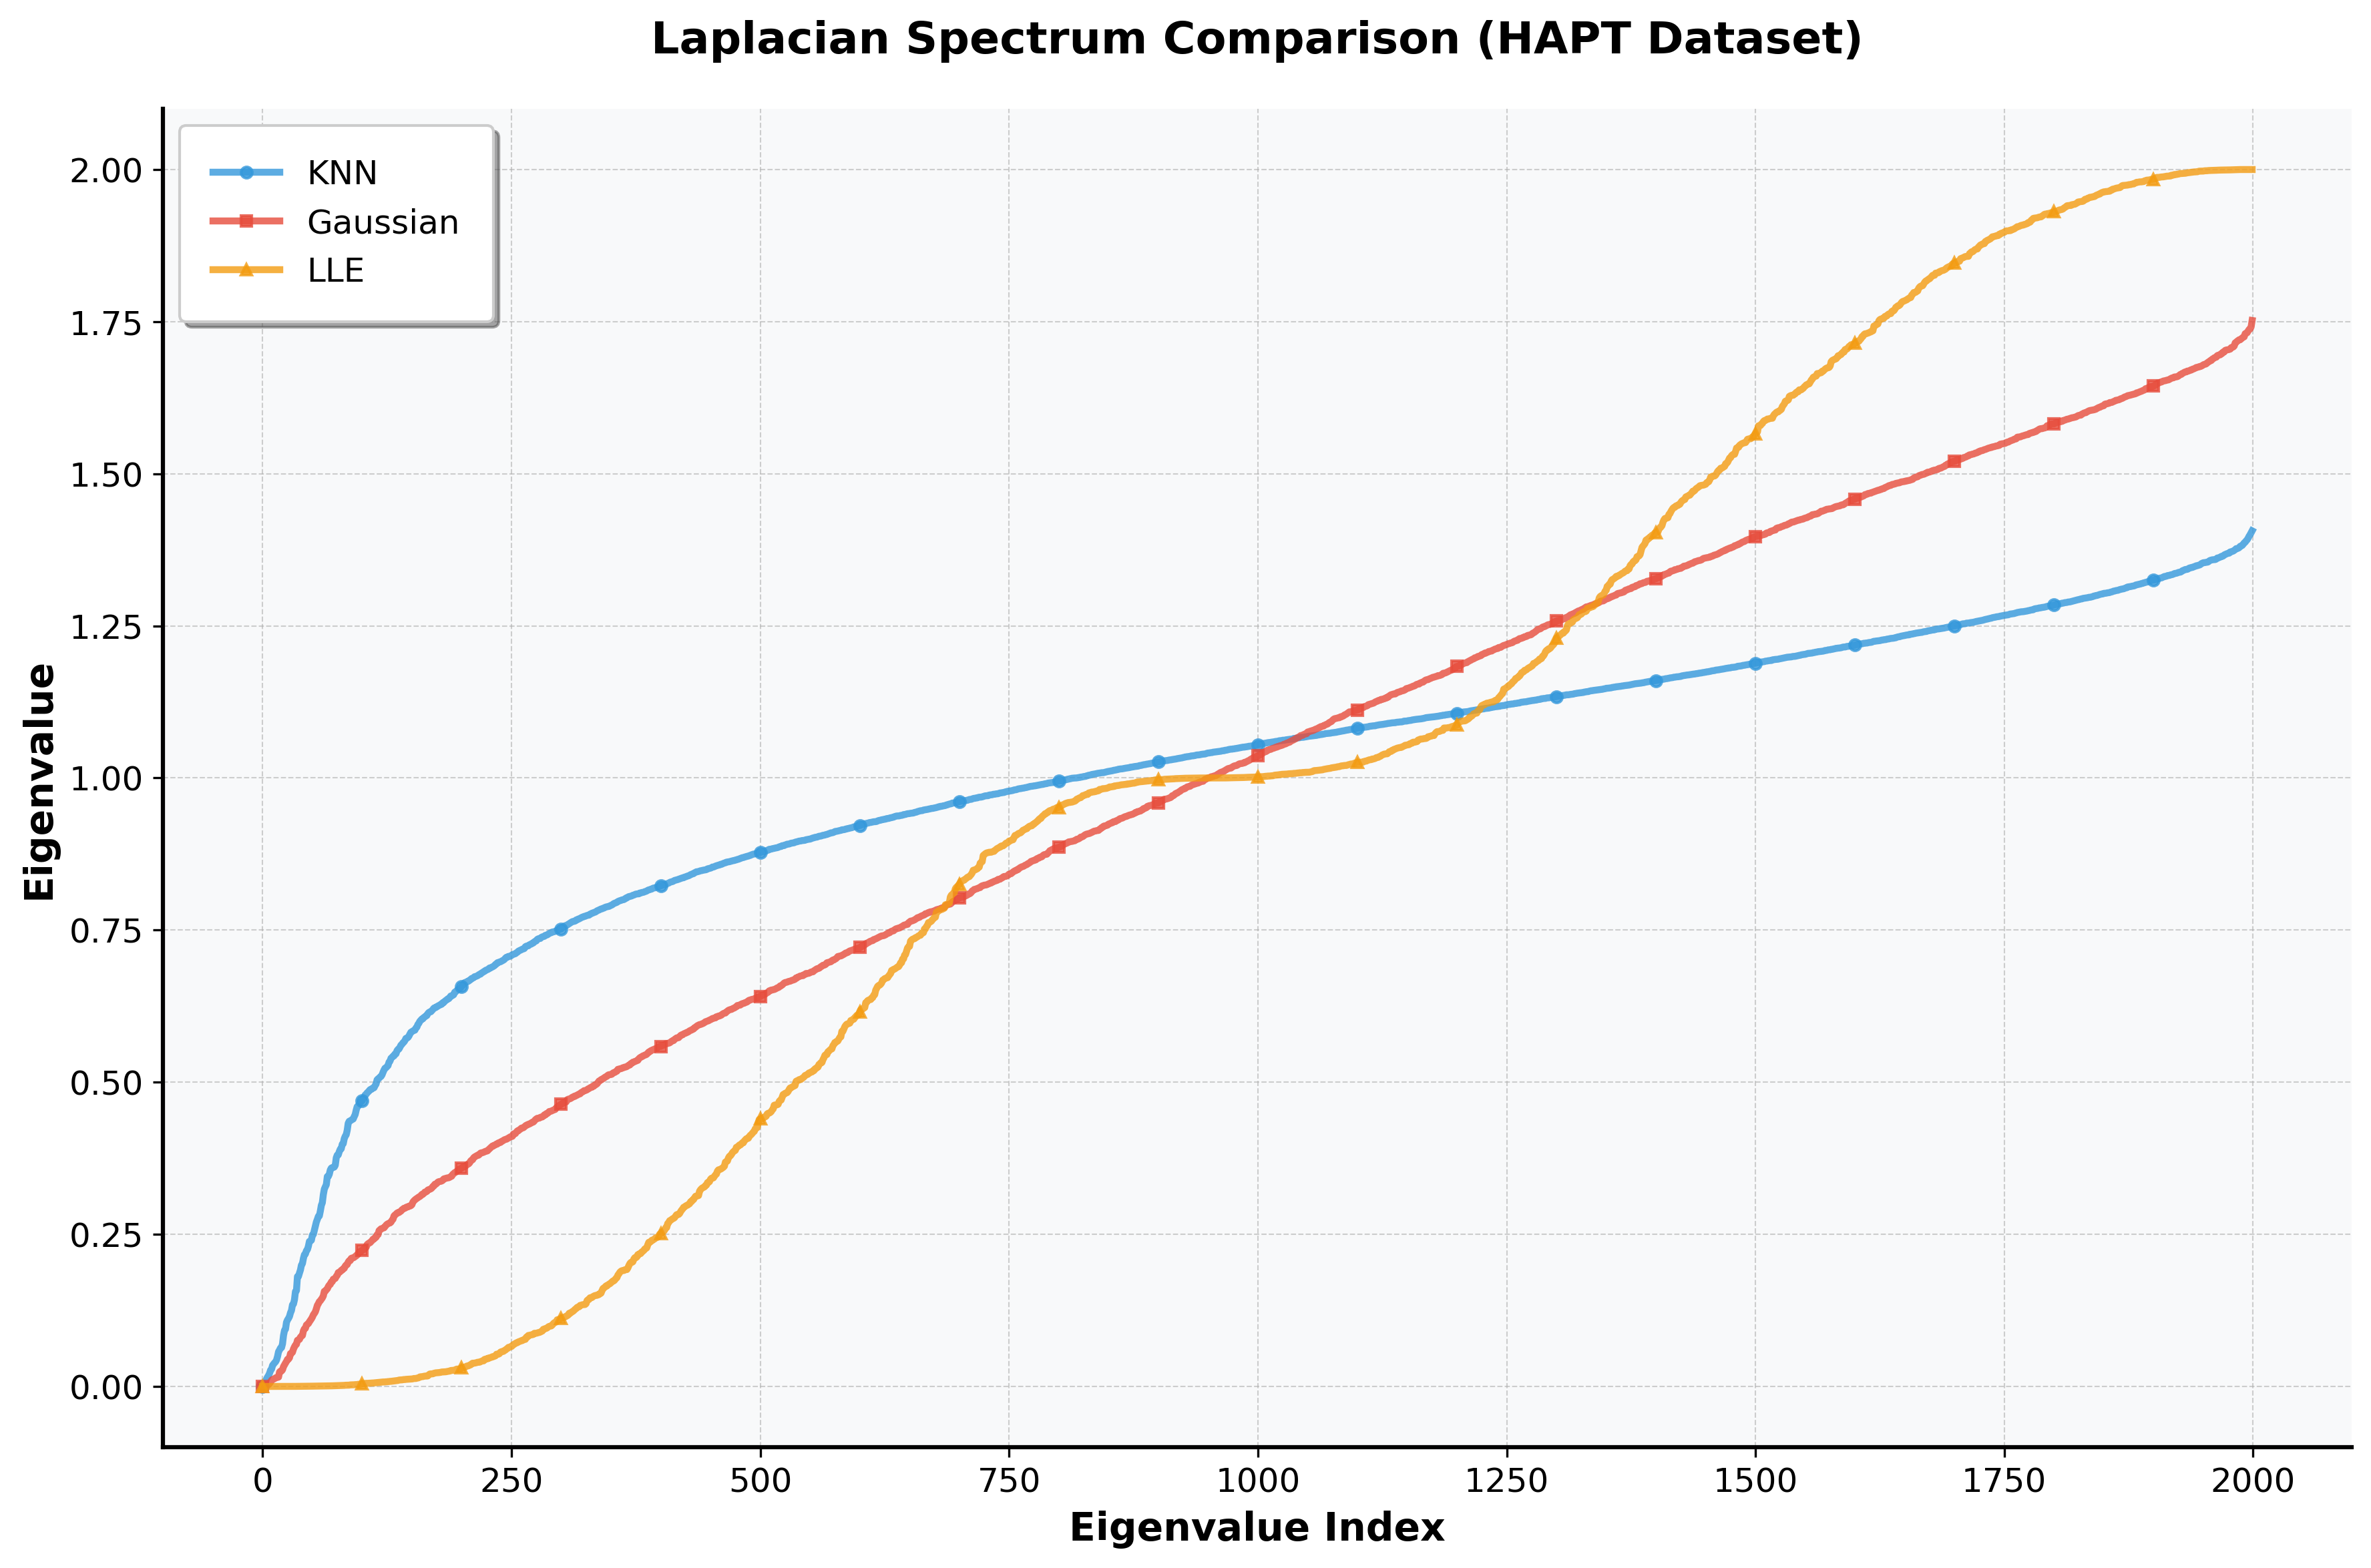 Laplacian Spectrum Comparison (HAPT Dataset)
KNN
Gaussian
LLE
Eigenvalue
2.00
1.75
1.50
1.25
1.00
0.75
0.50
0.25
0.00
0 250 500 750 1000 1250 1500 1750 2000
Eigenvalue Index